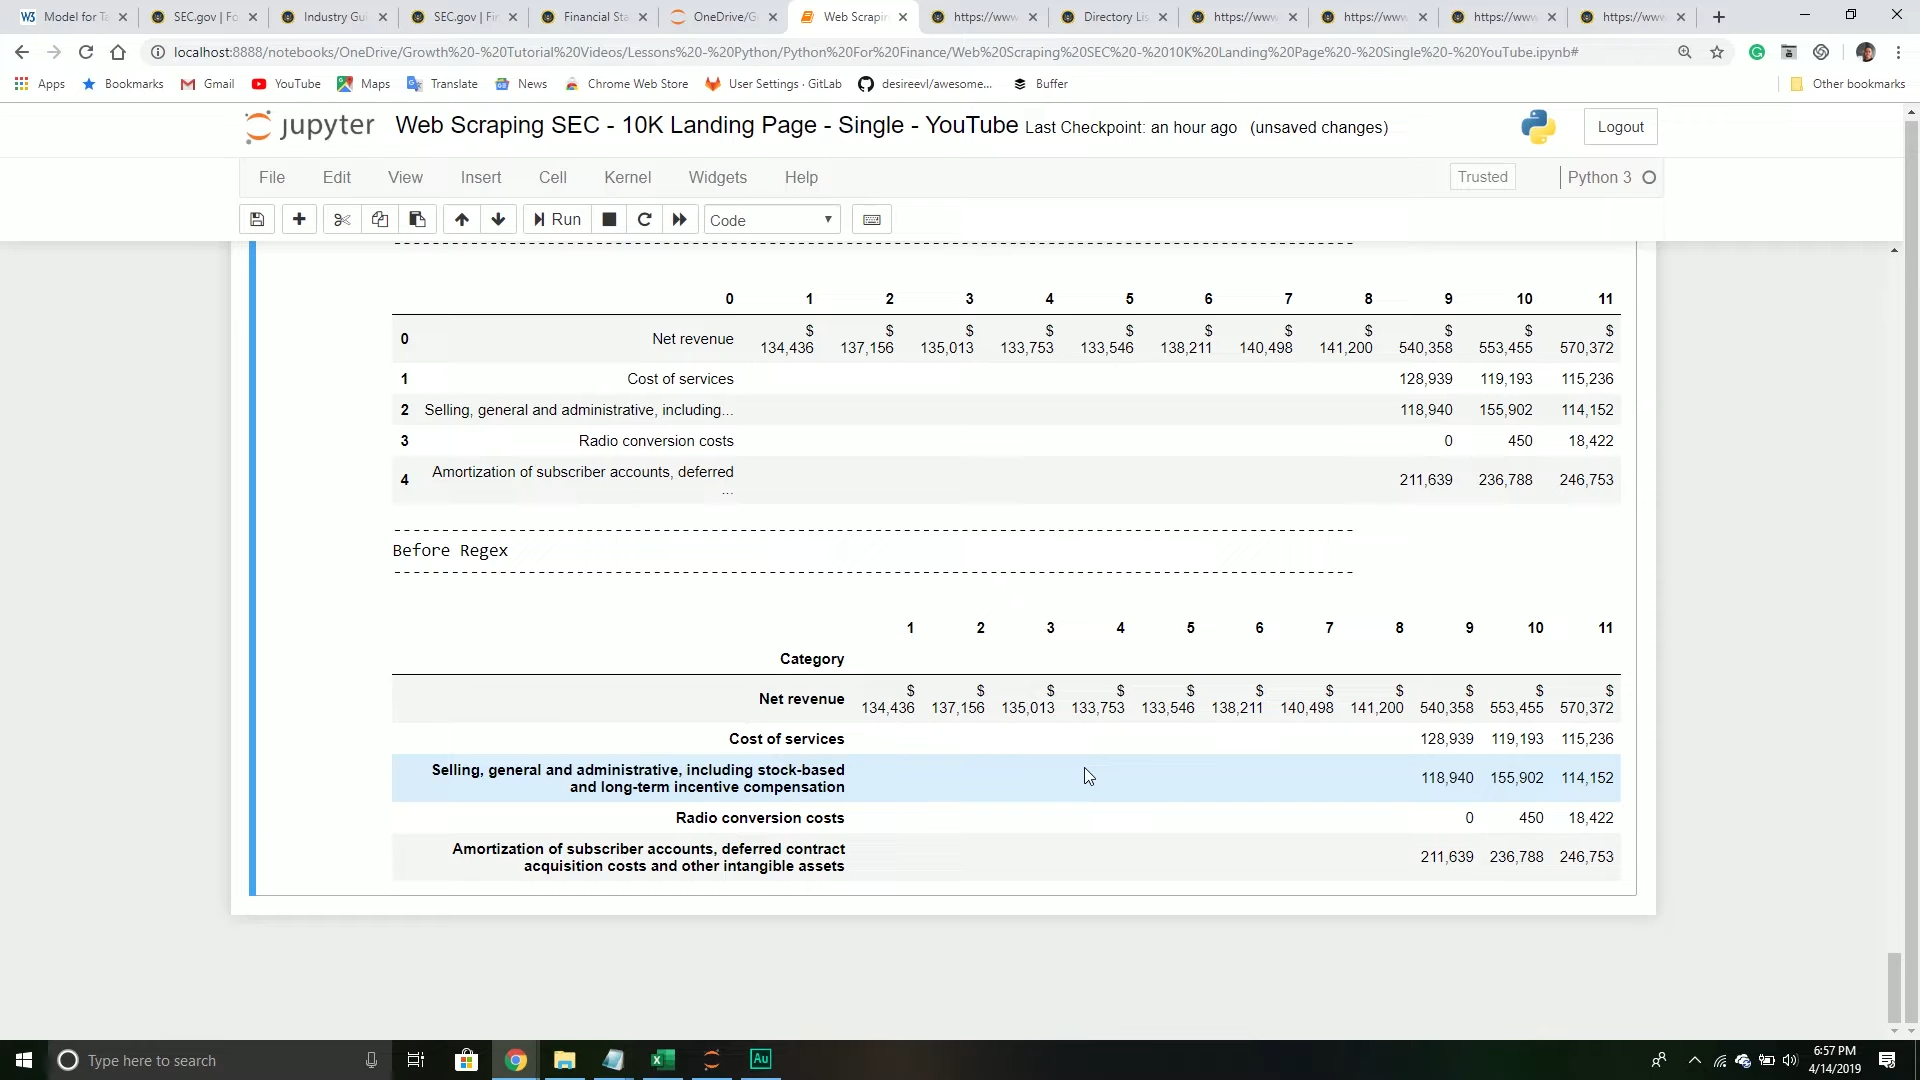 Model for Ta
SEC.gov | Fo
Industry Gu
SEC.gov | Fir
Financial Sta
OneDrive/G
Web Scrapin
https://www
Directory Lis
https://www
https://www
https://www
https://www
localhost:8888/notebooks/OneDrive/Growth%20-%20Tutorial%20Videos/Lessons%20-%20Python/Python%20For%20Finance/Web%20Scraping%20SEC%20-%2010K%20Landing%20Page%20-%20Single%20-%20YouTube.ipynb#
Apps Bookmarks Gmail YouTube Maps Translate News Chrome Web Store User Settings · GitLab desireevl/awesome... Buffer Other bookmarks
jupyter Web Scraping SEC - 10K Landing Page - Single - YouTube Last Checkpoint: an hour ago (unsaved changes) Logout
File Edit View Insert Cell Kernel Widgets Help Trusted Python 3
Run Code
0 1 2 3 4 5 6 7 8 9 10 11
0 Net revenue $ 134,436 $ 137,156 $ 135,013 $ 133,753 $ 133,546 $ 138,211 $ 140,498 $ 141,200 $ 540,358 $ 553,455 $ 570,372
1 Cost of services 128,939 119,193 115,236
2 Selling, general and administrative, including... 118,940 155,902 114,152
3 Radio conversion costs 0 450 18,422
4 Amortization of subscriber accounts, deferred ... 211,639 236,788 246,753
Before Regex
1 2 3 4 5 6 7 8 9 10 11
Category
Net revenue $ 134,436 $ 137,156 $ 135,013 $ 133,753 $ 133,546 $ 138,211 $ 140,498 $ 141,200 $ 540,358 $ 553,455 $ 570,372
Cost of services 128,939 119,193 115,236
Selling, general and administrative, including stock-based
and long-term incentive compensation 118,940 155,902 114,152
Radio conversion costs 0 450 18,422
Amortization of subscriber accounts, deferred contract
acquisition costs and other intangible assets 211,639 236,788 246,753
Type here to search
Au
6:57 PM
4/14/2019